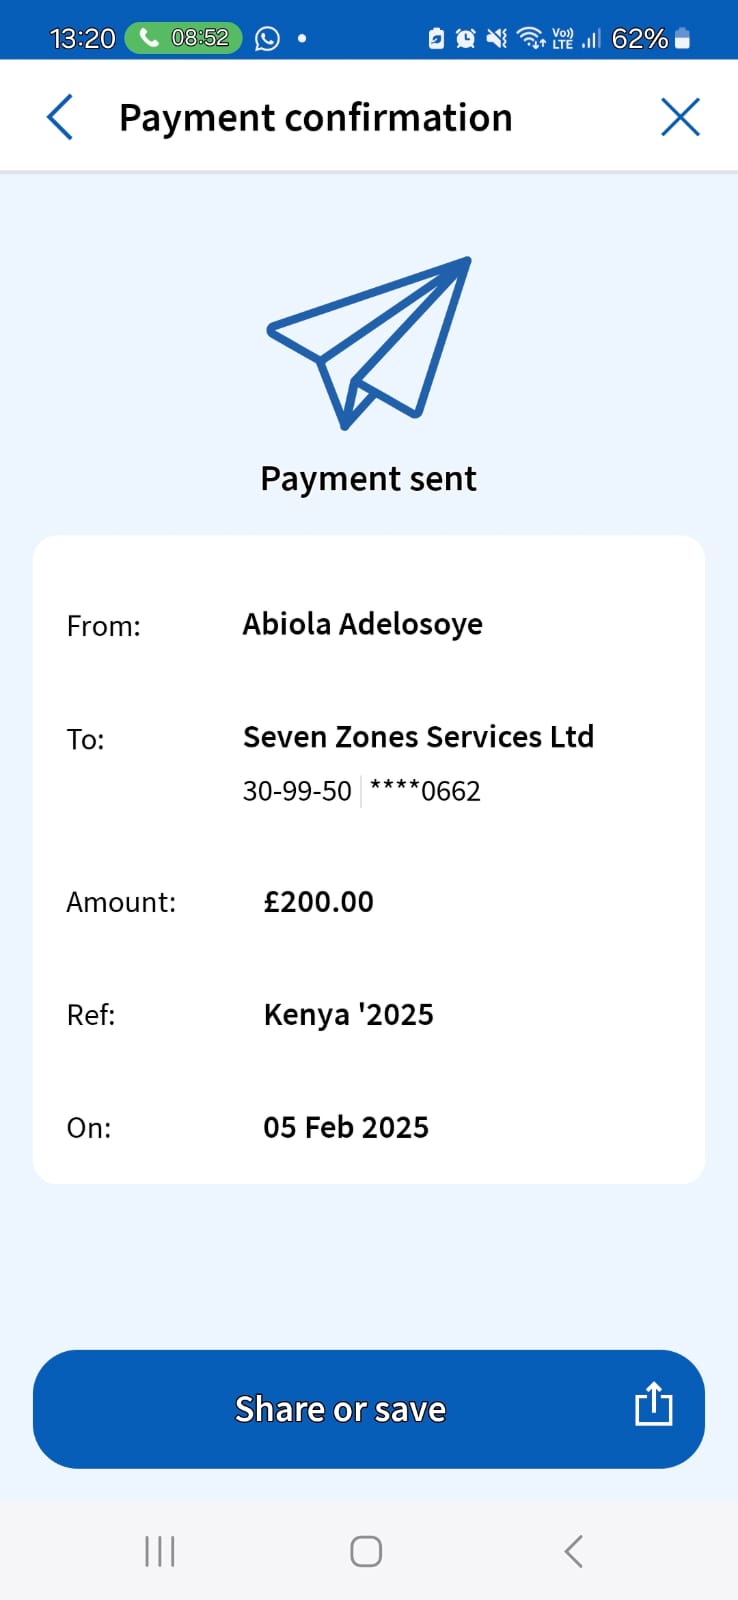 13:20 08:52 Vo)) LTE 62%
Payment confirmation
Payment sent
From: Abiola Adelosoye
To: Seven Zones Services Ltd
30-99-50 ****0662
Amount: £200.00
Ref: Kenya '2025
On: 05 Feb 2025
Share or save